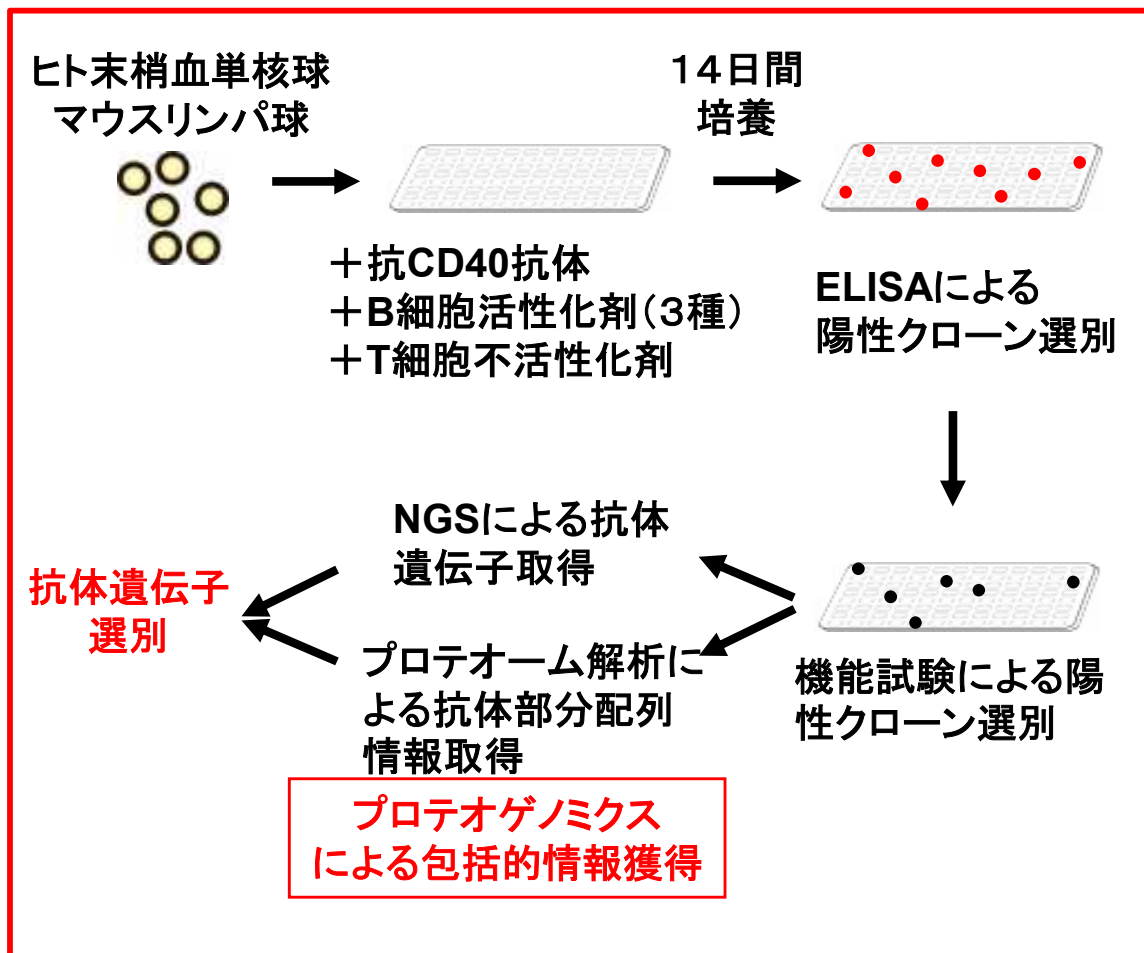 ヒト末梢血単核球
マウスリンパ球
＋抗CD40抗体
＋B細胞活性化剤（３種）
＋T細胞不活性化剤
１４日間
培養
ELISAによる
陽性クローン選別
機能試験による陽
性クローン選別
NGSによる抗体
遺伝子取得
プロテオーム解析に
よる抗体部分配列
情報取得
プロテオゲノミクス
による包括的情報獲得
抗体遺伝子
選別